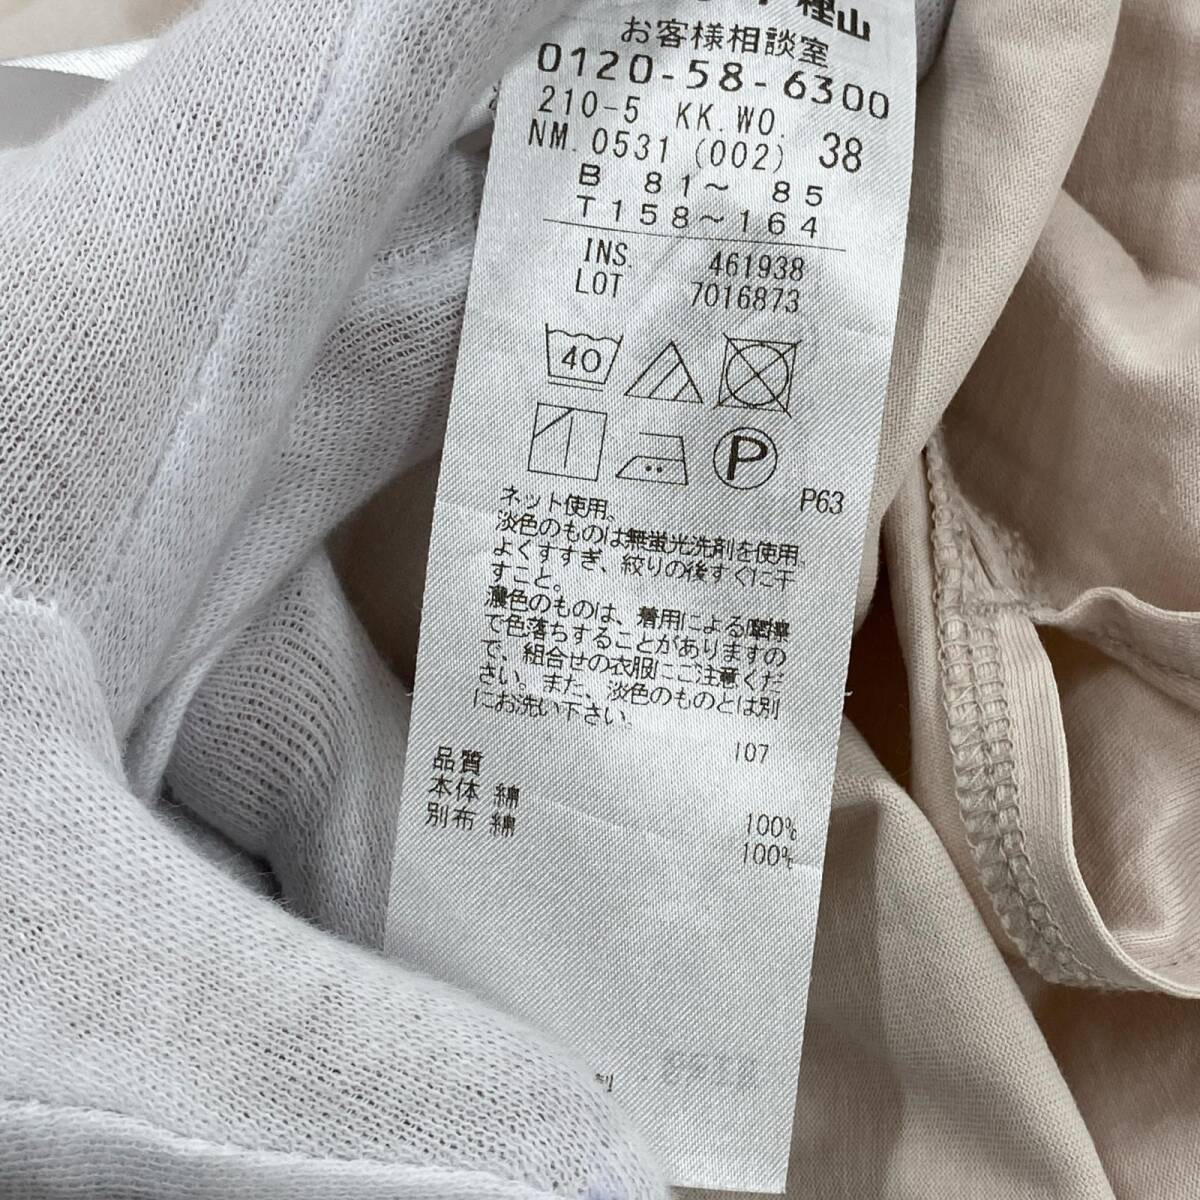 樫山
お客様相談室
0120-58-6300
210-5 KK.WO. 38
NM.0531 (002)
B 81～ 85
T158～164
INS. 461938
LOT 7016873
40
P
P63
ネット使用。
淡色のものは無蛍光洗剤を使用、
よくすすぎ、絞りの後すぐに干
すこと。
濃色のものは、着用による摩擦
で色落ちすることがありますの
で、組合せの衣服にご注意くだ
さい。また、淡色のものとは別
にお洗い下さい。
107
品質
本体 綿 100%
別布 綿 100%